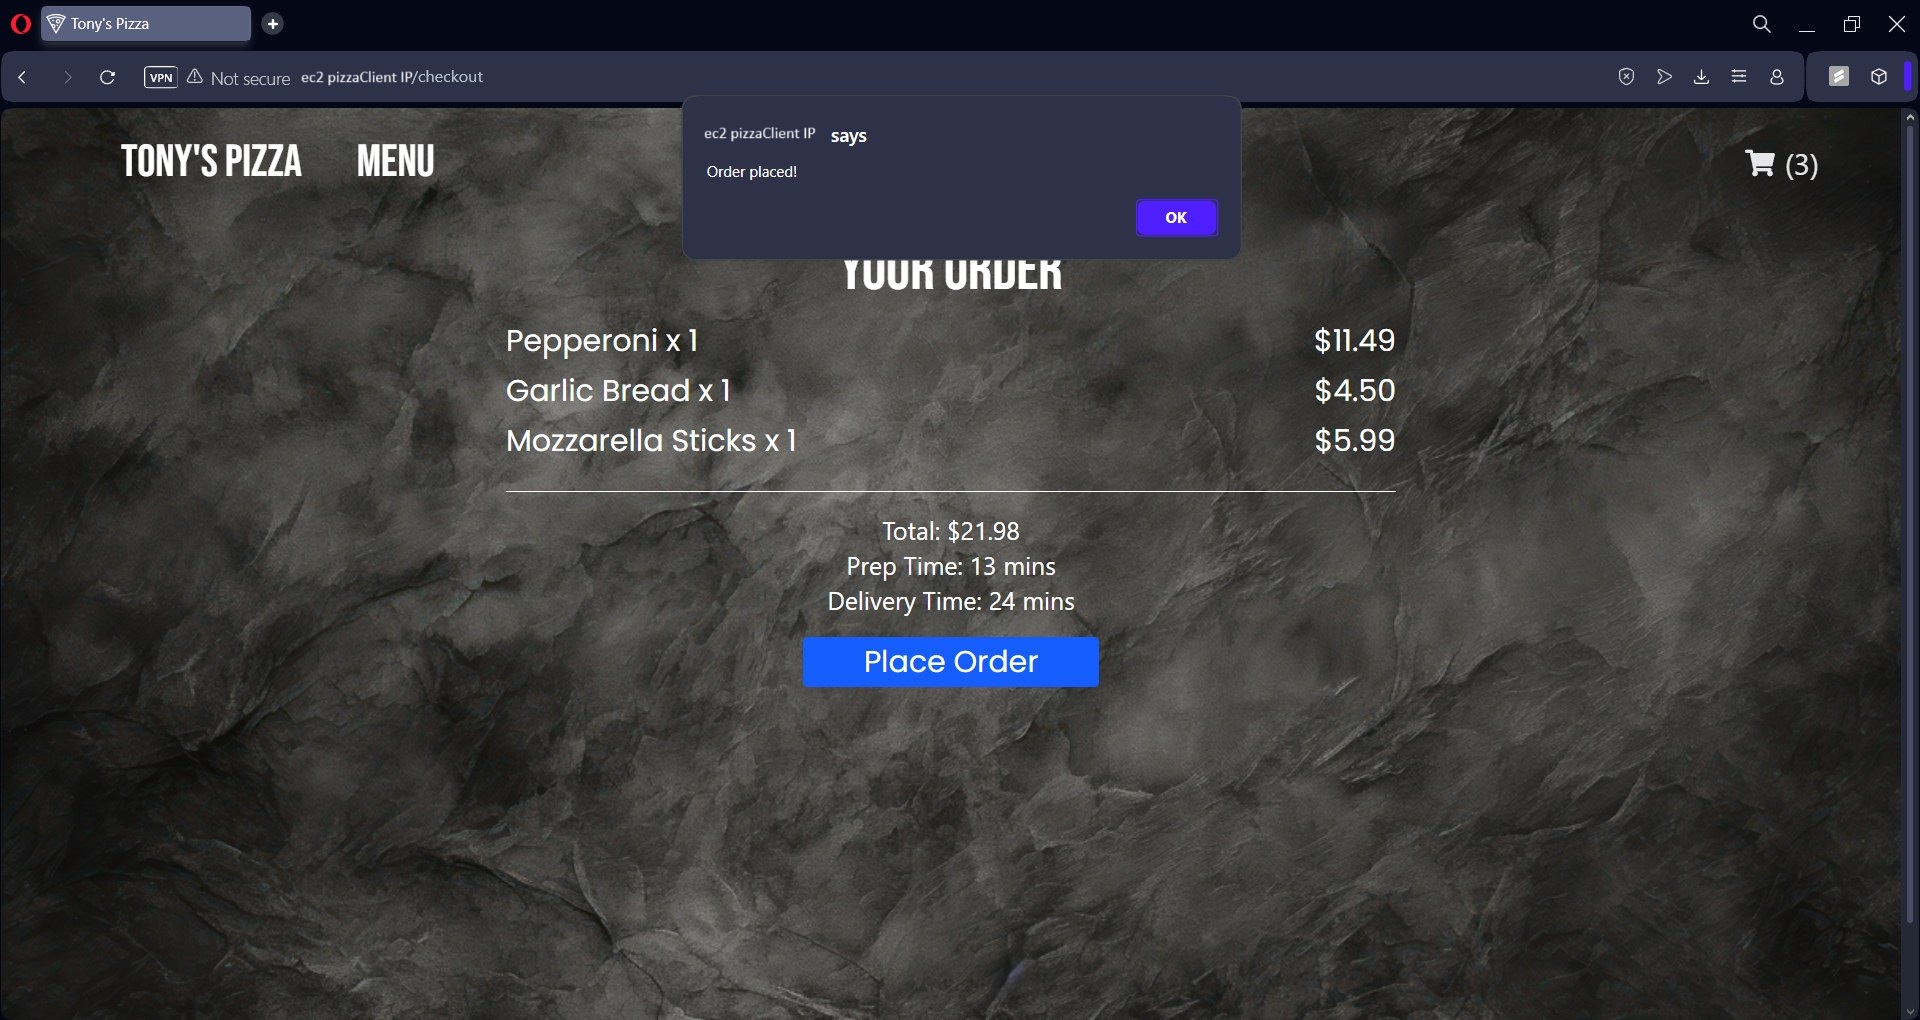 Tony's Pizza
VPN Not secure ec2 pizzaClient IP/checkout
ec2 pizzaClient IP says
Order placed!
OK
TONY'S PIZZA MENU (3)
YOUR ORDER
Pepperoni x 1 $11.49
Garlic Bread x 1 $4.50
Mozzarella Sticks x 1 $5.99
Total: $21.98
Prep Time: 13 mins
Delivery Time: 24 mins
Place Order